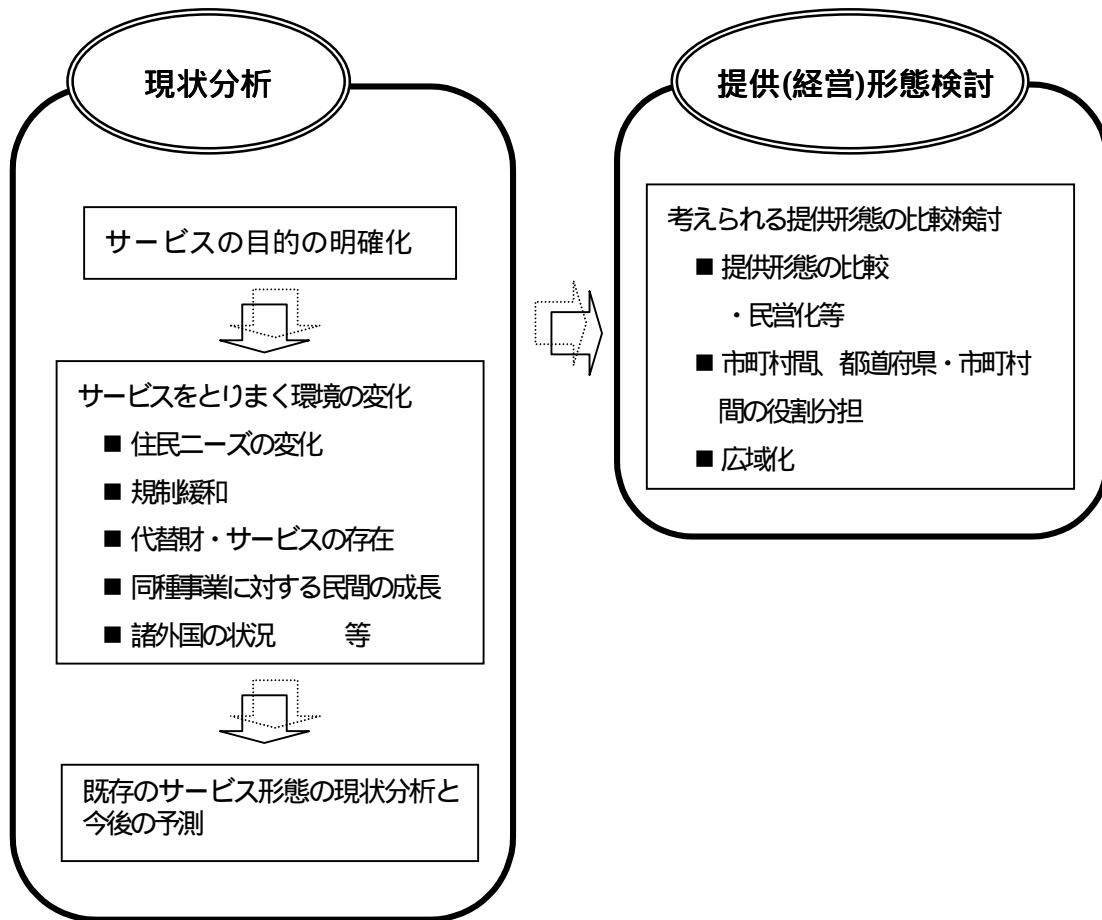 現状分析
サービスの目的の明確化
サービスをとりまく環境の変化
■ 住民ニーズの変化
■ 規制緩和
■ 代替財・サービスの存在
■ 同種事業に対する民間の成長
■ 諸外国の状況　　等
既存のサービス形態の現状分析と
今後の予測
提供(経営)形態検討
考えられる提供形態の比較検討
■ 提供形態の比較
・民営化等
■ 市町村間、都道府県・市町村
間の役割分担
■ 広域化